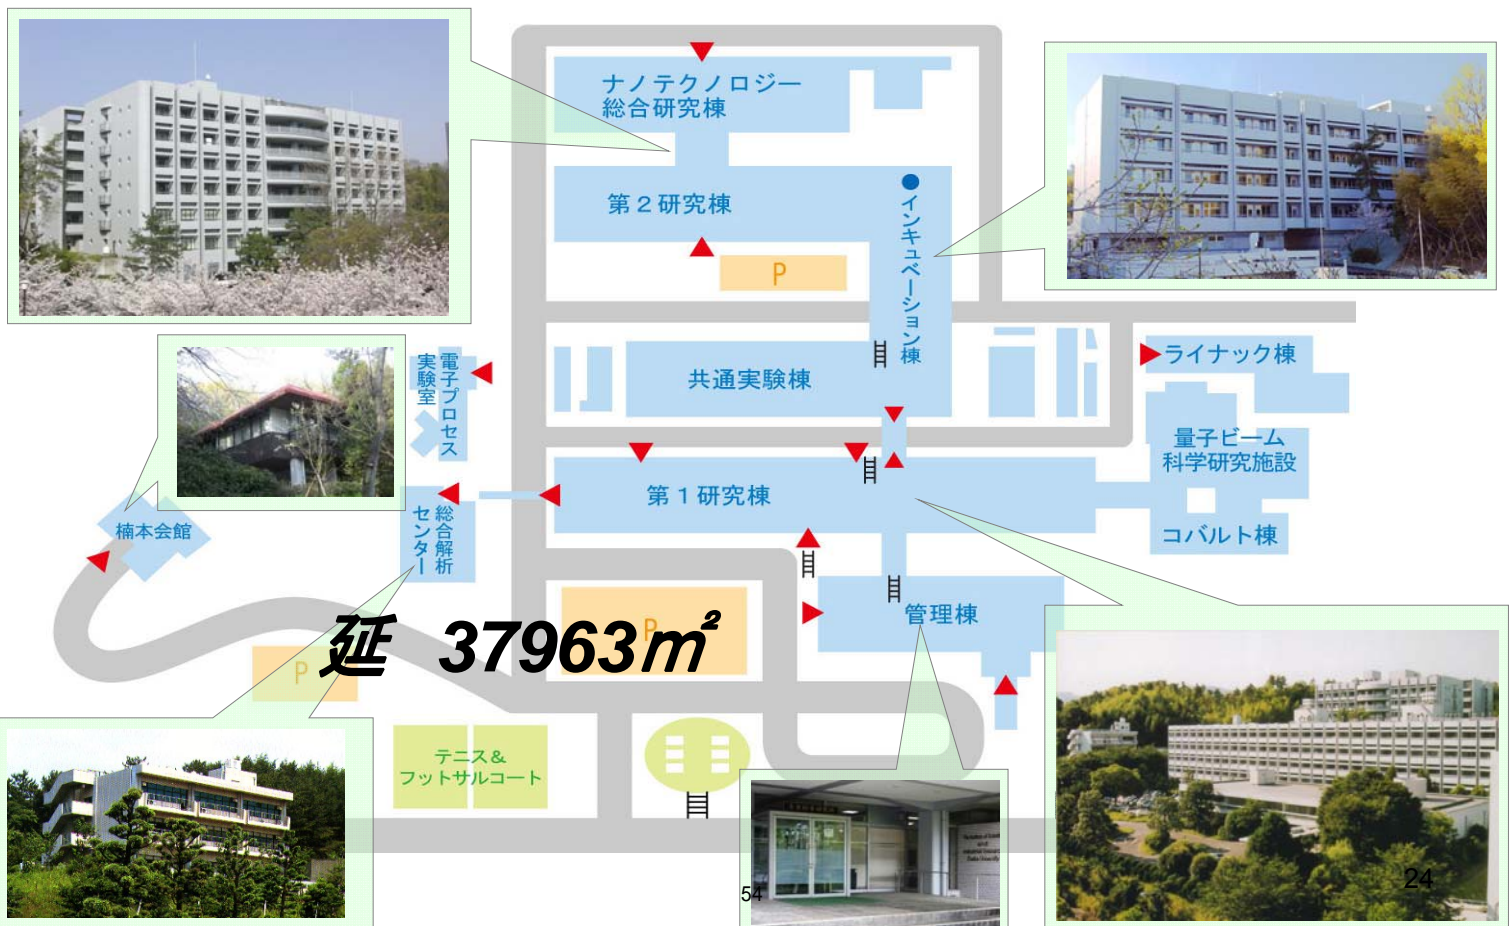 ナノテクノロジー
総合研究棟
第２研究棟
●インキュベーション棟
P
電子プロセス
実験室
共通実験棟
ライナック棟
量子ビーム
科学研究施設
第１研究棟
楠本会館
総合解析
センター
コバルト棟
管理棟
P
延 37963㎡
P
テニス&
フットサルコート
54
24